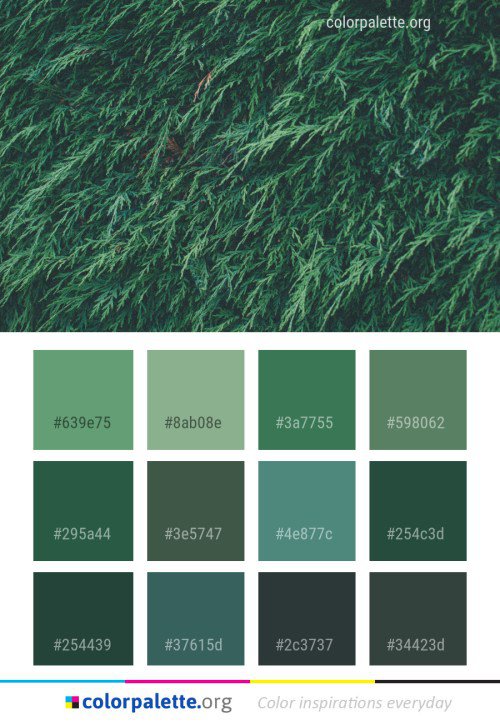 colorpalette.org
#639e75 #8ab08e #3a7755 #598062
#295a44 #3e5747 #4e877c #254c3d
#254439 #37615d #2c3737 #34423d
colorpalette.org Color inspirations everyday